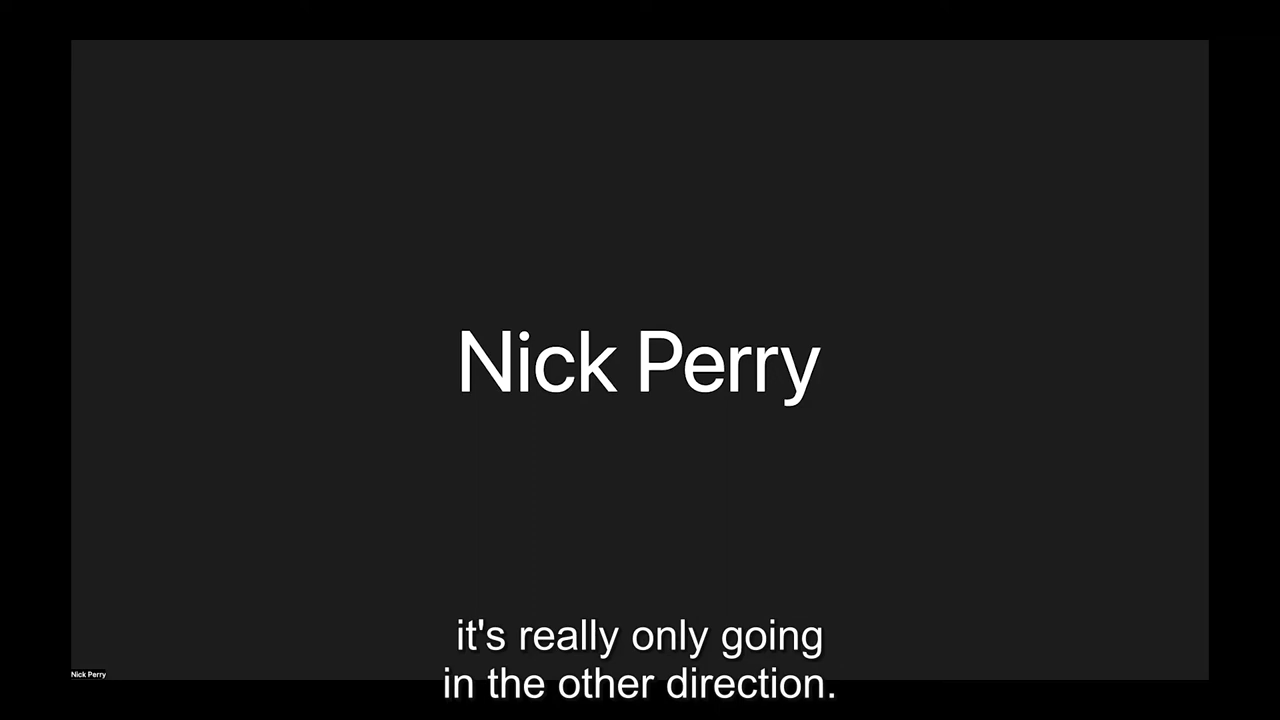 Nick Perry
it's really only going
in the other direction.
Nick Perry